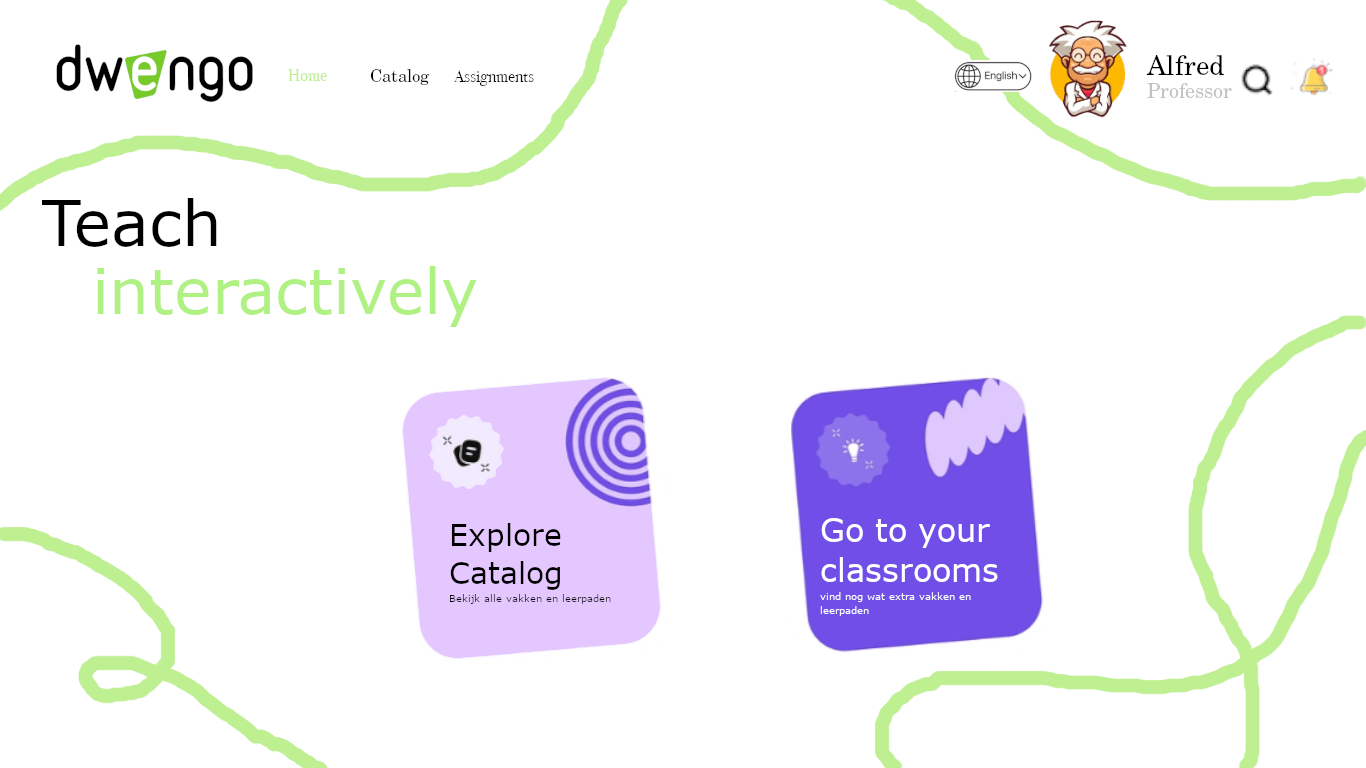 dwengo
Home
Catalog
Assignments
English
Alfred
Professor
Teach
interactively
Explore
Catalog
Bekijk alle vakken en leerpaden
Go to your
classrooms
vind nog wat extra vakken en
leerpaden